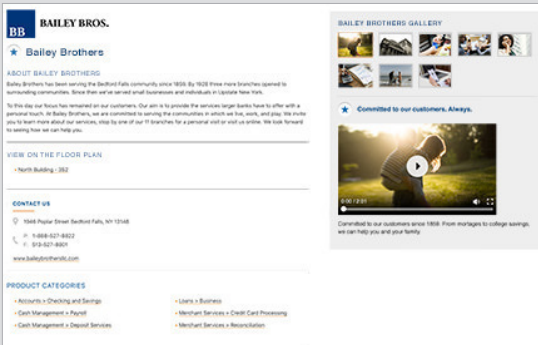 BB BAILEY BROS.
Bailey Brothers
ABOUT BAILEY BROTHERS
Bailey Brothers has been serving the Bedford Falls community since 1859. By 1928 three more branches opened to
surrounding communities. Since then we've served small businesses and individuals in Upstate New York.
To this day our focus has remained on our customers. Our aim is to provide the services larger banks have to offer with a
personal touch. At Bailey Brothers, we are committed to serving the communities in which we live, work, and play. We invite
you to learn more about our services, stop by one of our 11 branches for a personal visit or visit us online. We look forward
to seeing how we can help you.
VIEW ON THE FLOOR PLAN
North Building - 352
CONTACT US
1946 Poplar Street Bedford Falls, NY 13148
P: 1-888-527-8922
F: 513-527-8901
www.baileybrothersllc.com
PRODUCT CATEGORIES
Accounts » Checking and Savings
Cash Management » Payroll
Cash Management » Deposit Services
Loans » Business
Merchant Services » Credit Card Processing
Merchant Services » Reconciliation
BAILEY BROTHERS GALLERY
Committed to our customers. Always.
0:00 / 2:01
Committed to our customers since 1859. From mortages to college savings,
we can help you and your family.